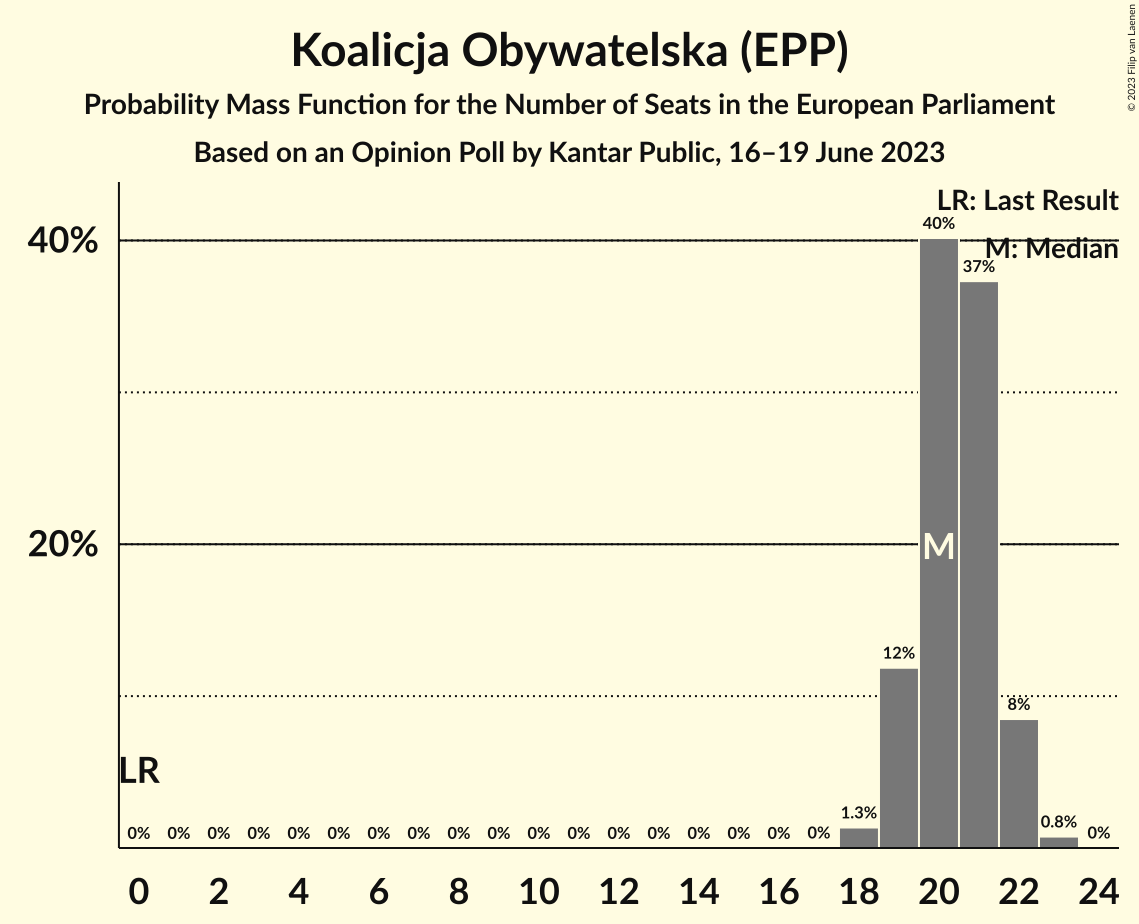 Koalicja Obywatelska (EPP)
Probability Mass Function for the Number of Seats in the European Parliament
Based on an Opinion Poll by Kantar Public, 16–19 June 2023
© 2023 Filip van Laenen
LR: Last Result
M: Median
40%
20%
40%
37%
M
12%
8%
LR
0% 0% 0% 0% 0% 0% 0% 0% 0% 0% 0% 0% 0% 0% 0% 0% 0% 0% 1.3% 0.8% 0%
0 2 4 6 8 10 12 14 16 18 20 22 24